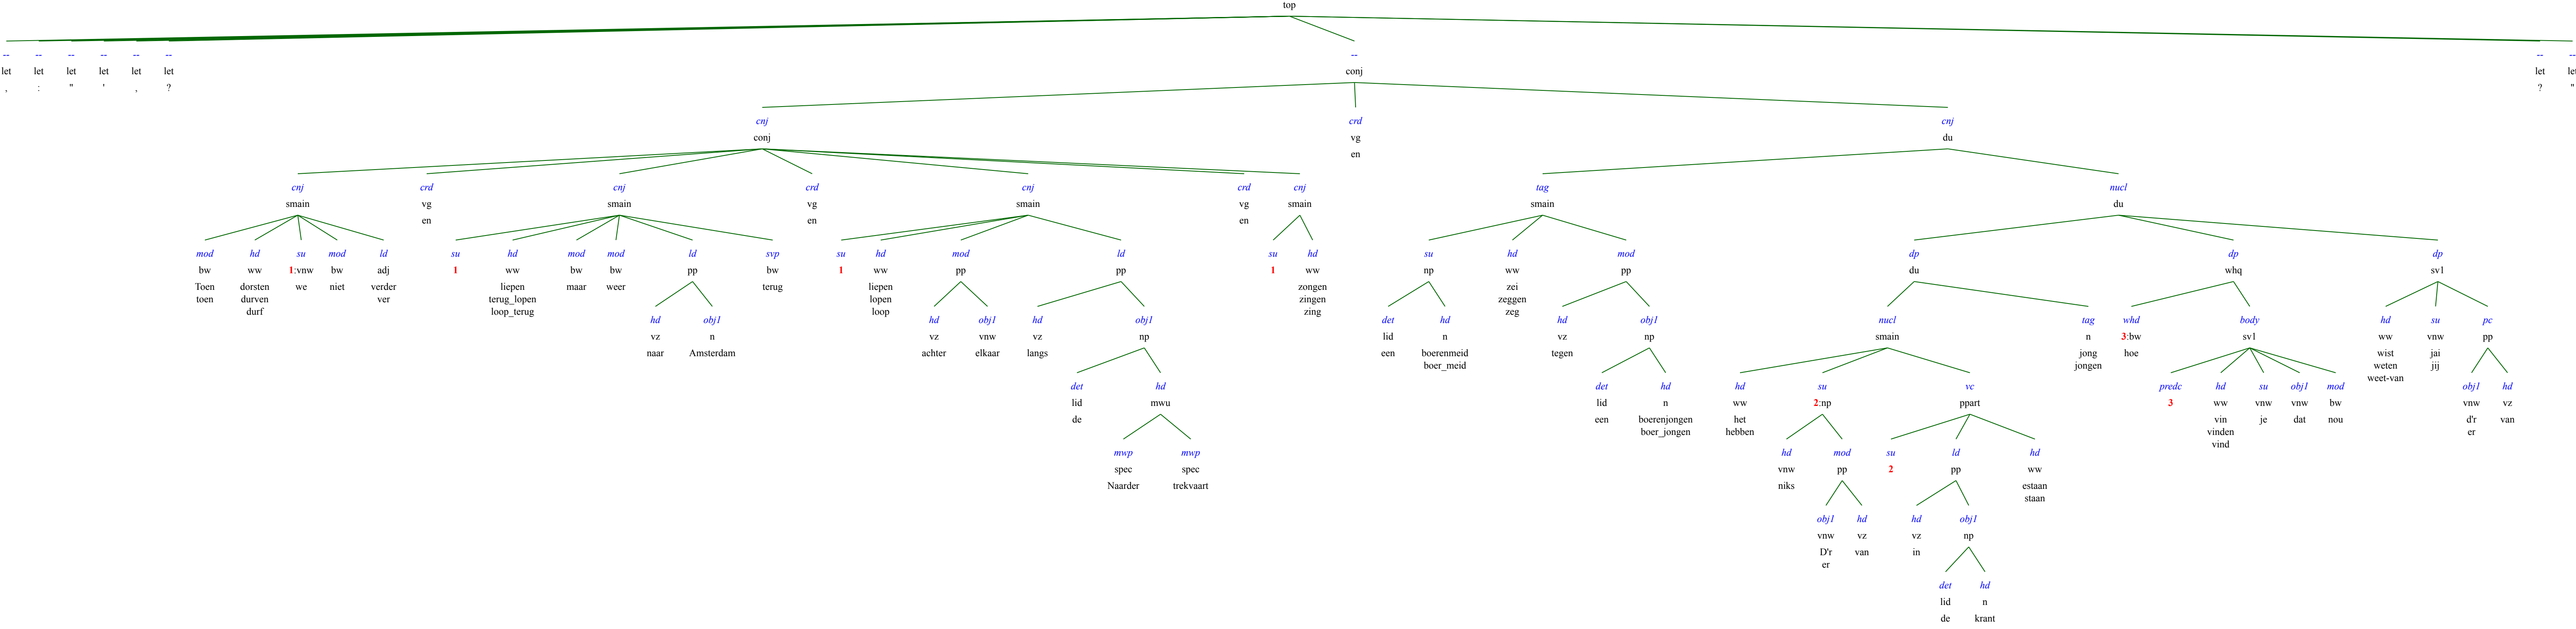 top
-- -- -- -- -- -- -- -- --
let let let let let let conj let let
, : " ' , ? ? "
cnj crd cnj
conj vg du
en
cnj crd cnj crd cnj crd cnj tag nucl
smain vg smain vg smain vg smain smain du
en en en
mod hd su mod ld su hd mod mod ld svp su hd mod ld su hd su hd mod dp dp dp
bw ww 1:vnw bw adj 1 ww bw bw pp bw 1 ww pp pp 1 ww np ww pp du whq sv1
Toen dorsten we niet verder liepen maar weer terug liepen zongen zei
toen durven ver terug_lopen lopen zingen zeggen
durf loop_terug loop zing zeg
hd obj1 hd obj1 hd obj1 det hd hd obj1 nucl tag whd body hd su pc
vz n vz vnw vz np lid n vz np smain n 3:bw sv1 ww vnw pp
naar Amsterdam achter elkaar langs een boerenmeid tegen jong hoe wist jai
boer_meid jongen weten jij
weet-van
det hd det hd hd su vc predc hd su obj1 mod obj1 hd
lid mwu lid n ww 2:np ppart 3 ww vnw vnw bw vnw vz
de een boerenjongen het vin je dat nou d'r van
boer_jongen hebben vinden er
vind
mwp mwp hd mod su ld hd
spec spec vnw pp 2 pp ww
Naarder trekvaart niks estaan
staan
obj1 hd hd obj1
vnw vz vz np
D'r van in
er
det hd
lid n
de krant